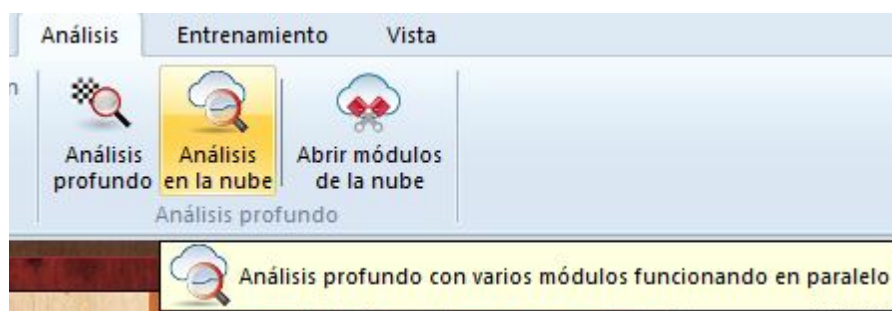 Análisis Entrenamiento Vista
n
Análisis profundo
Análisis en la nube
Abrir módulos de la nube
Análisis profundo
Análisis profundo con varios módulos funcionando en paralelo